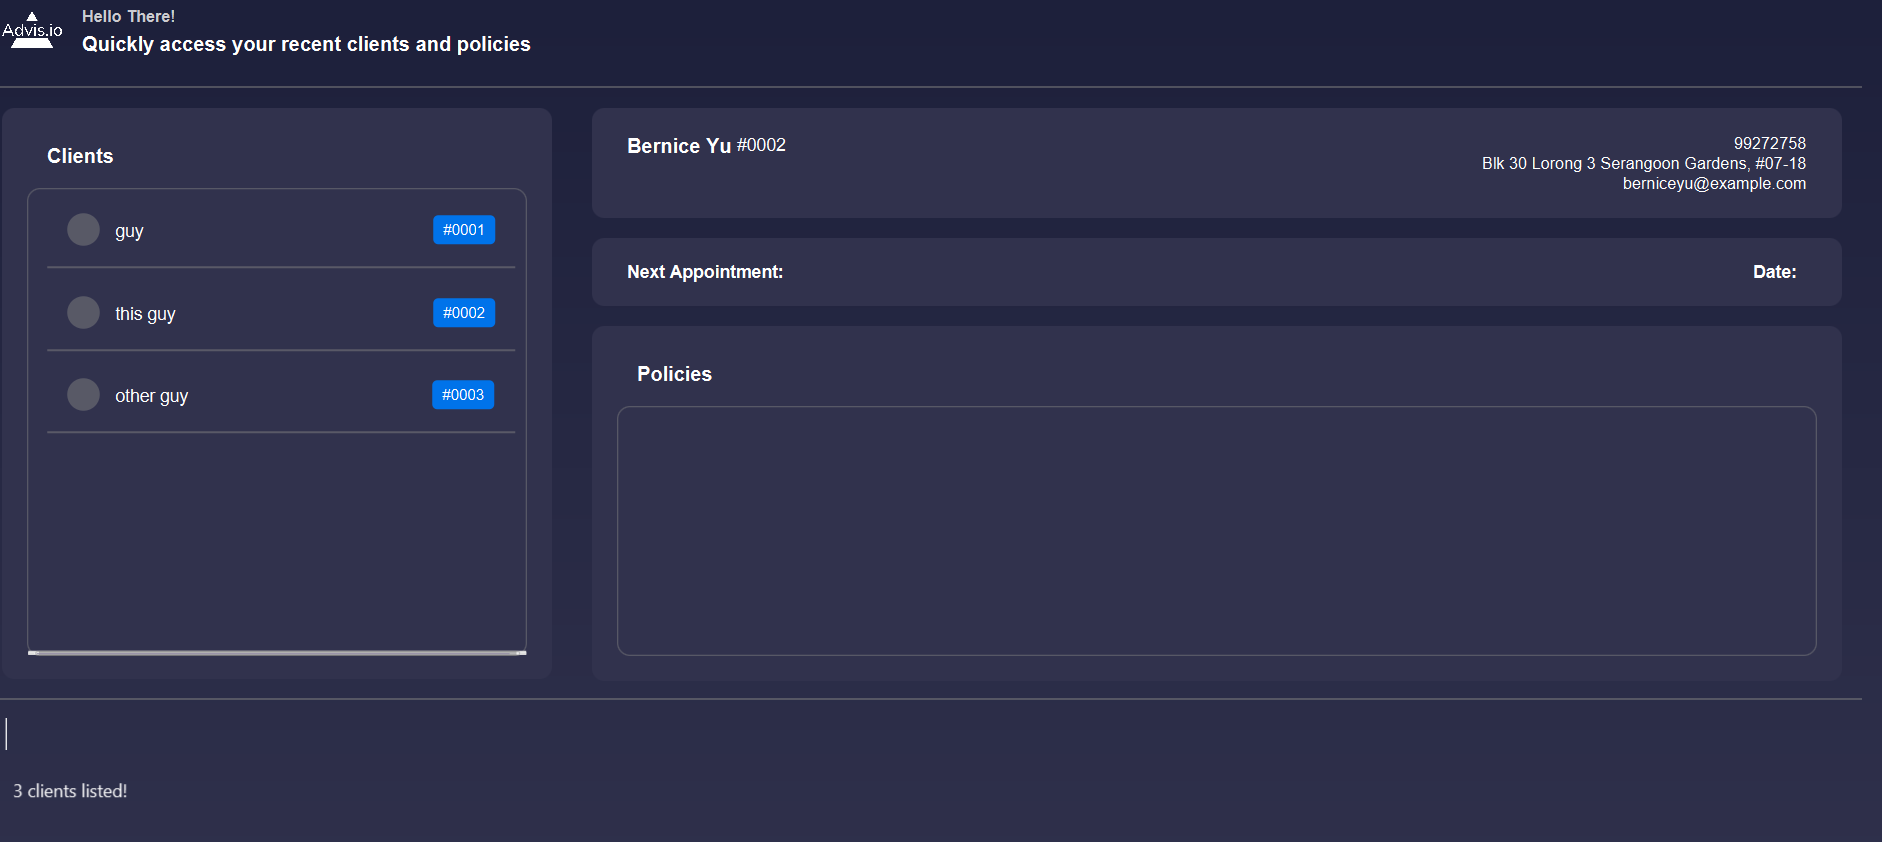 Advis.io
Hello There!
Quickly access your recent clients and policies
Clients
guy #0001
this guy #0002
other guy #0003
Bernice Yu #0002
99272758
Blk 30 Lorong 3 Serangoon Gardens, #07-18
berniceyu@example.com
Next Appointment: Date:
Policies
3 clients listed!